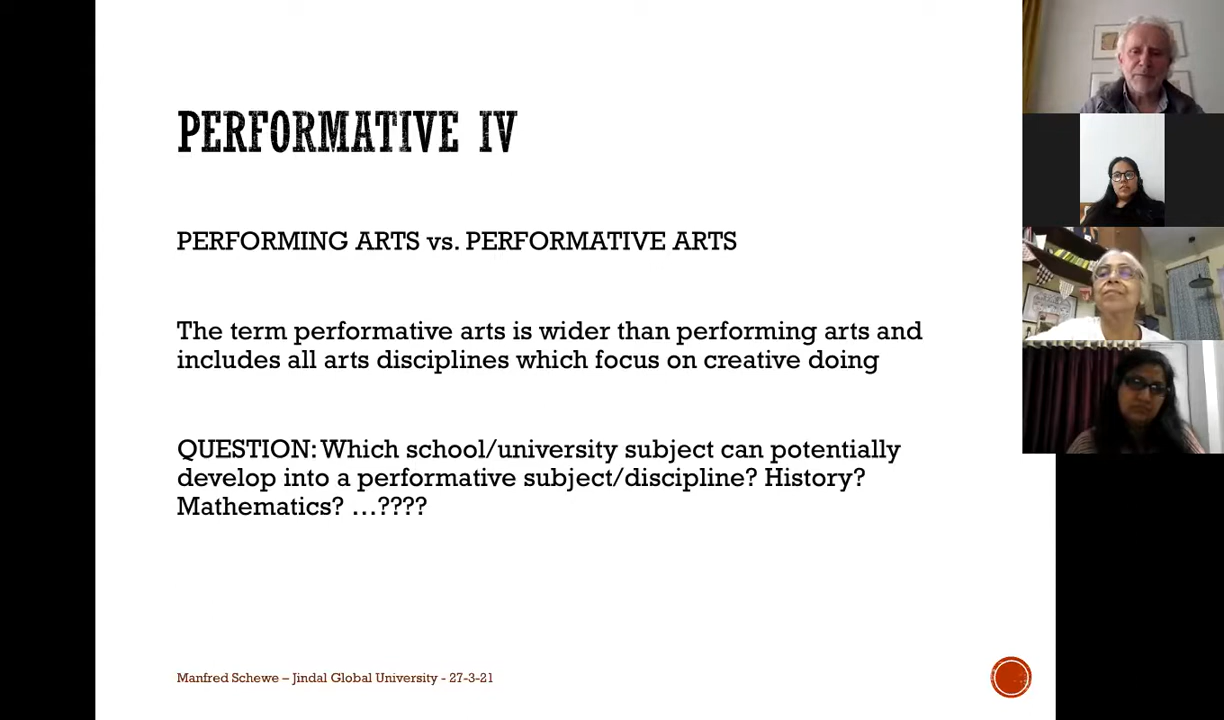 PERFORMATIVE IV
PERFORMING ARTS vs. PERFORMATIVE ARTS
The term performative arts is wider than performing arts and
includes all arts disciplines which focus on creative doing
QUESTION: Which school/university subject can potentially
develop into a performative subject/discipline? History?
Mathematics? …????
Manfred Schewe – Jindal Global University - 27-3-21